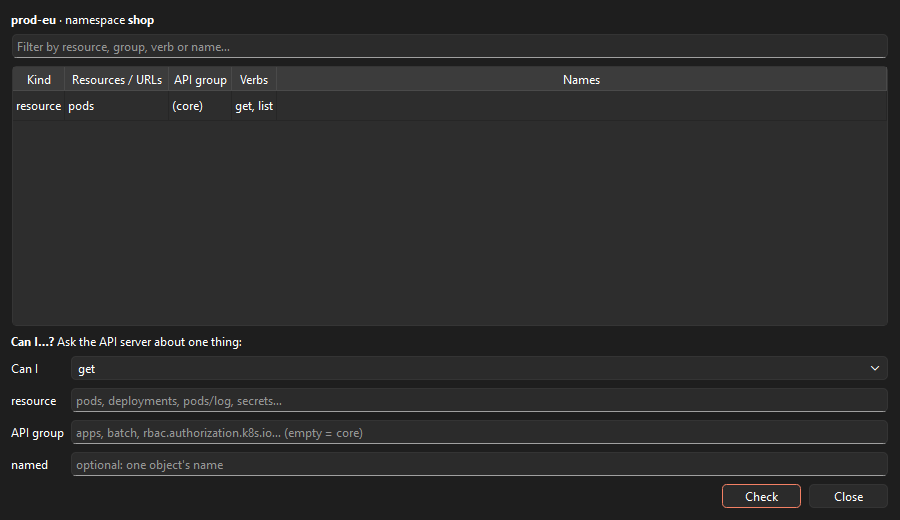 prod-eu · namespace shop
Filter by resource, group, verb or name...
Kind Resources / URLs API group Verbs Names
resource pods (core) get, list
Can I...? Ask the API server about one thing:
Can I get
resource pods, deployments, pods/log, secrets...
API group apps, batch, rbac.authorization.k8s.io... (empty = core)
named optional: one object's name
Check Close